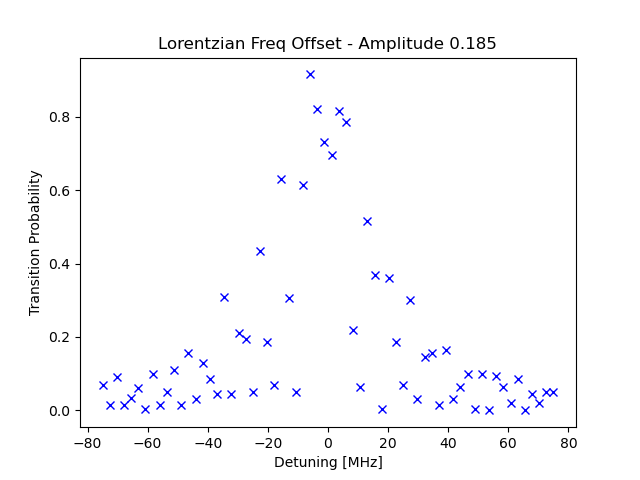 Lorentzian Freq Offset - Amplitude 0.185
Transition Probability
0.8
0.6
0.4
0.2
0.0
−80 −60 −40 −20 0 20 40 60 80
Detuning [MHz]